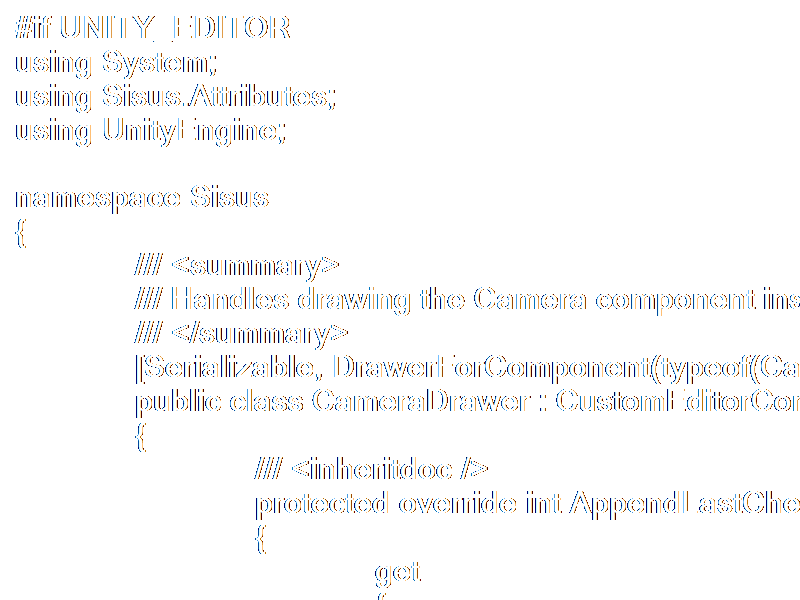 #if UNITY_EDITOR
using System;
using Sisus.Attributes;
using UnityEngine;
namespace Sisus
{
/// <summary>
/// Handles drawing the Camera component ins
/// </summary>
[Serializable, DrawerForComponent(typeof(Ca
public class CameraDrawer : CustomEditorCo
{
/// <inheritdoc />
protected override int AppendLastChe
{
get
{